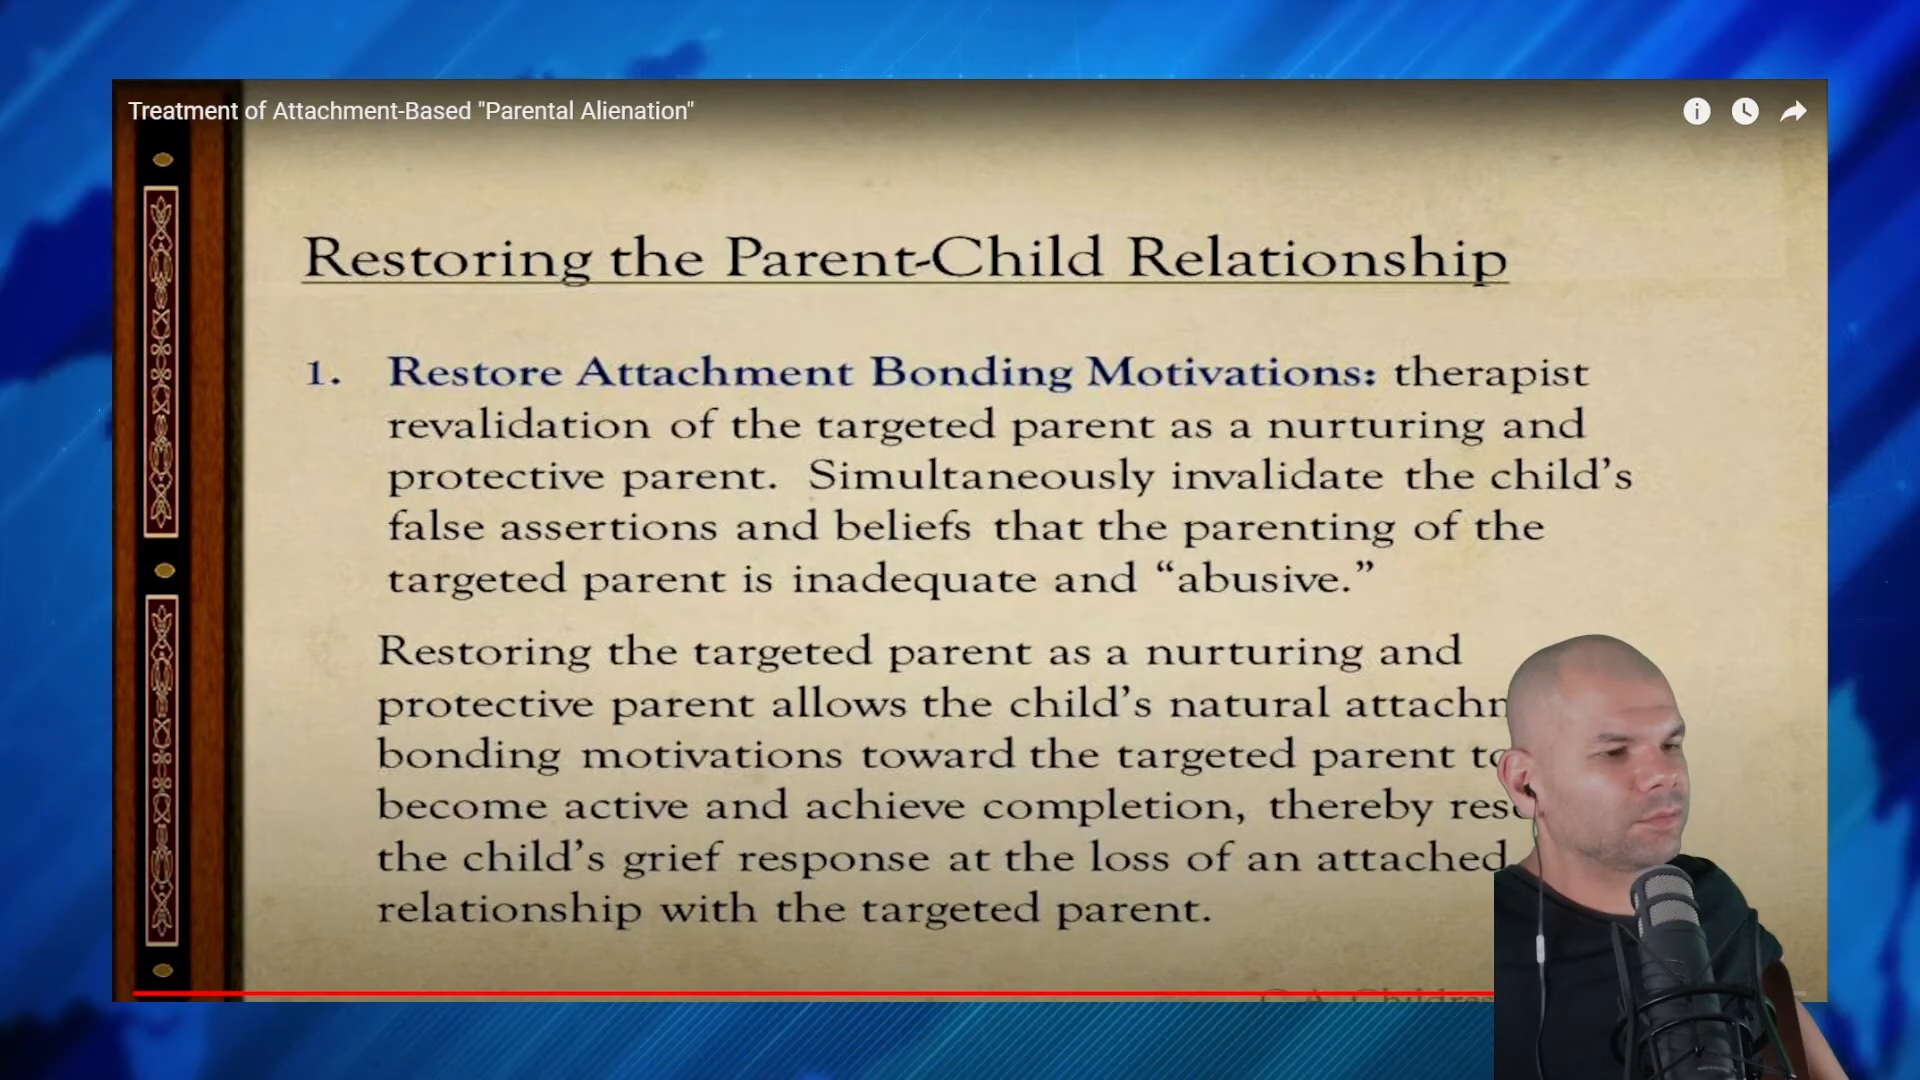 Treatment of Attachment-Based "Parental Alienation"
Restoring the Parent-Child Relationship
1. Restore Attachment Bonding Motivations: therapist
revalidation of the targeted parent as a nurturing and
protective parent. Simultaneously invalidate the child's
false assertions and beliefs that the parenting of the
targeted parent is inadequate and “abusive.”
Restoring the targeted parent as a nurturing and
protective parent allows the child's natural
bonding motivations toward the targeted parent
become active and achieve completion, thereby
the child's grief response at the loss of an attached
relationship with the targeted parent.